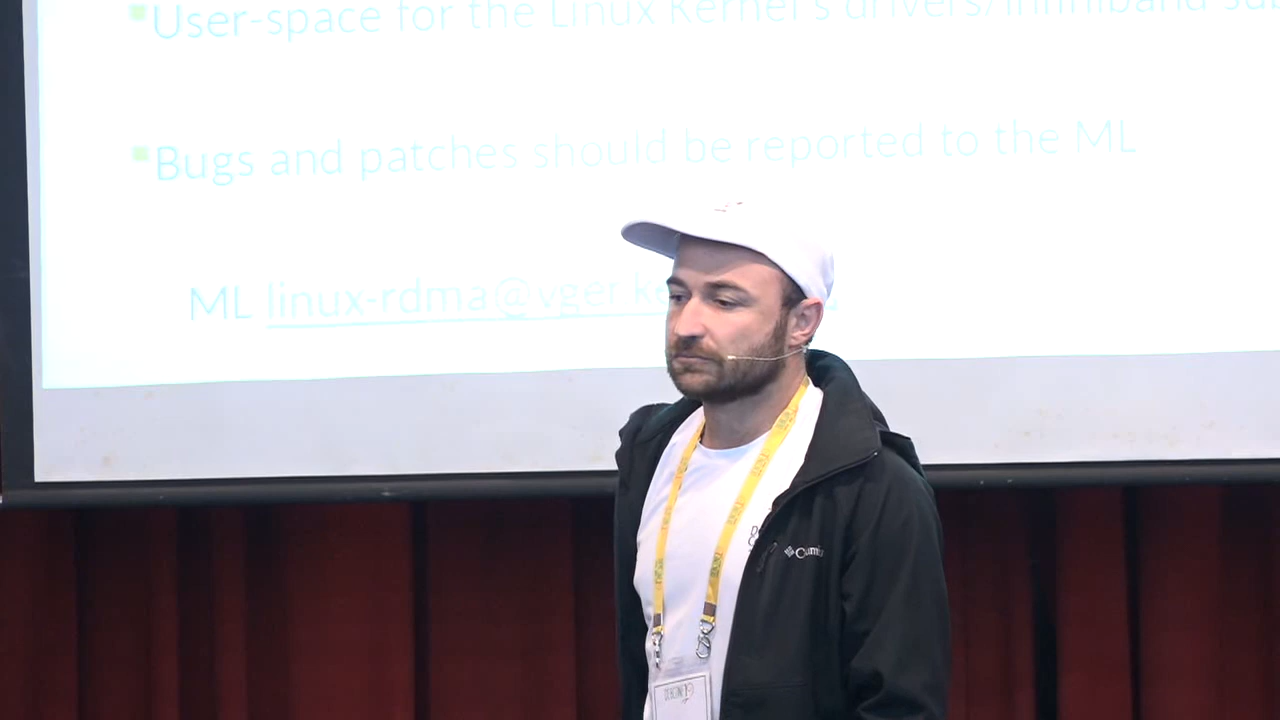 User-space for the Linux Kernel's drivers/infiniband
Bugs and patches should be reported to the ML
ML linux-rdma@vger